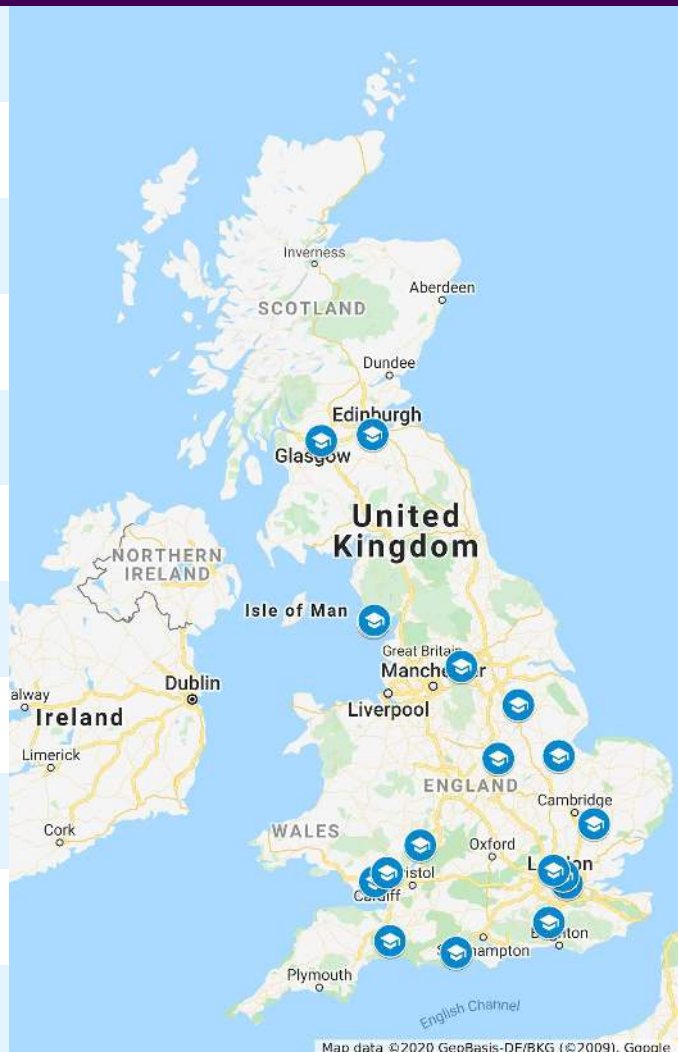 Inverness
Aberdeen
SCOTLAND
Dundee
Edinburgh
Glasgow
United
Kingdom
NORTHERN
IRELAND
Isle of Man
Great Britain
Manchester
Dublin
alway
Liverpool
Ireland
Limerick
ENGLAND
Cambridge
WALES
Cork
Oxford
London
ristol
Cardiff
Brighton
Southampton
Plymouth
English Channel
Map data ©2020 GeoBasis-DE/BKG (©2009), Google